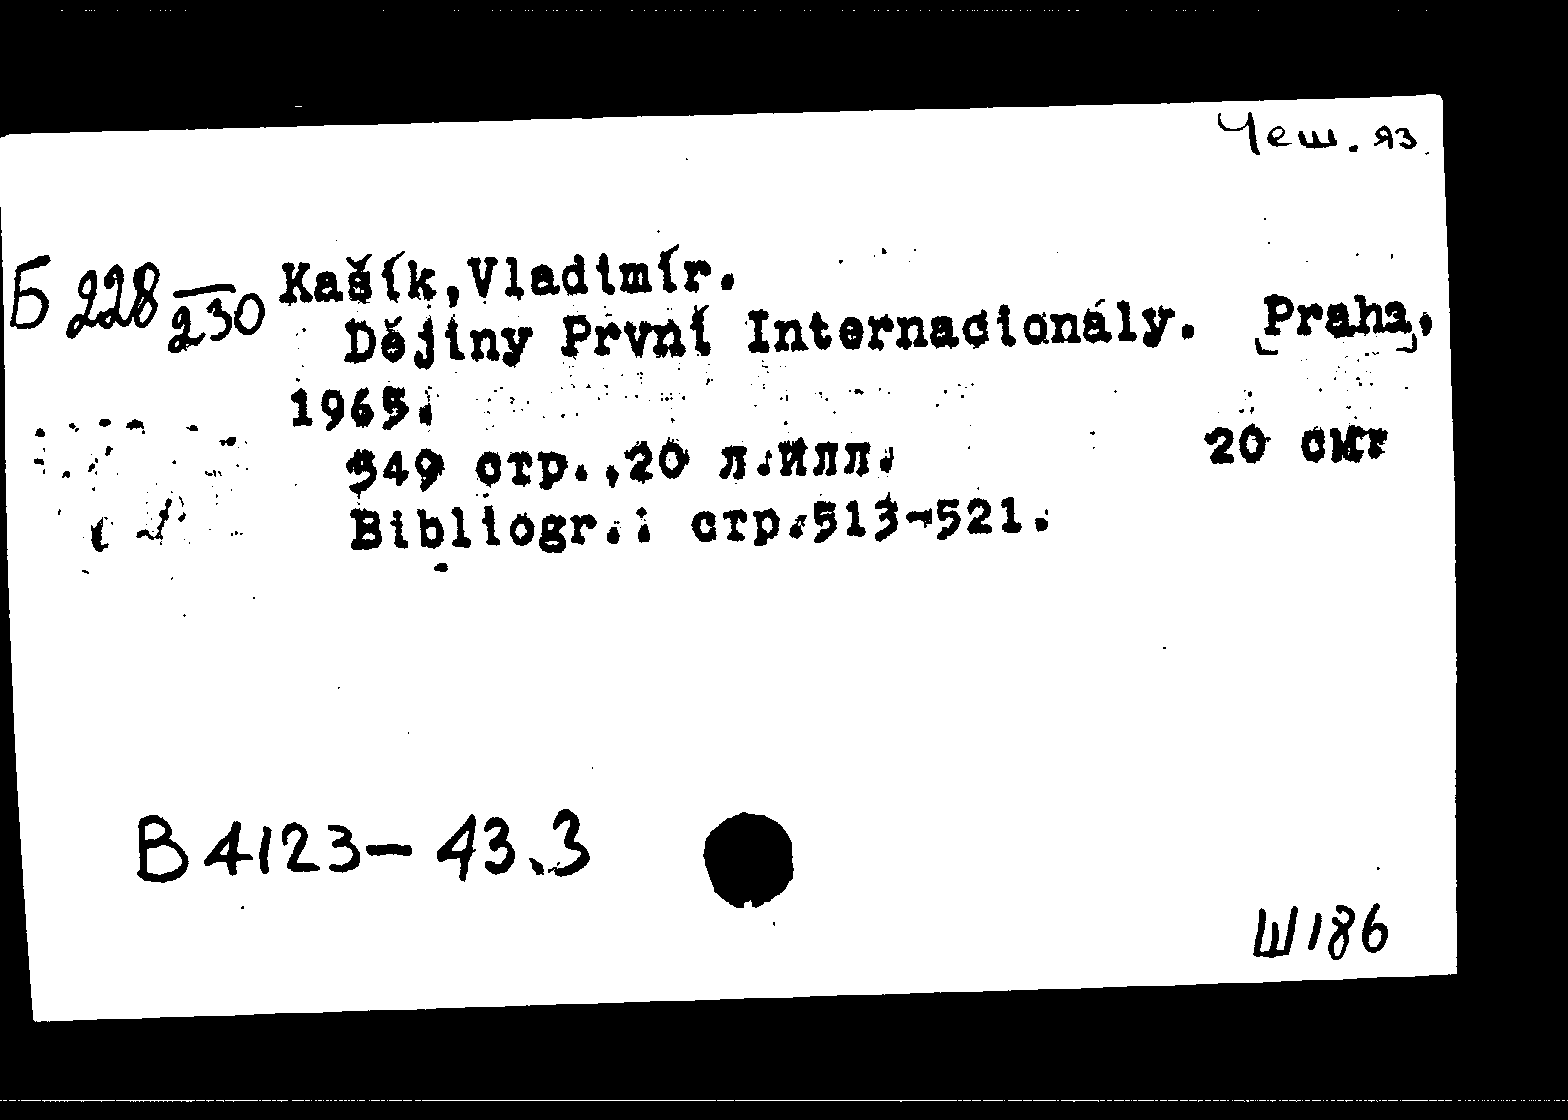 Чеш. яз.
Б 228/230
Kašík,Vladimír.
Dějiny První Internacionály. [Praha],
1965.
549 стр.,20 л.илл. 20 см.
Bibliogr.: стр.513-521.
В 4123-43.3
Ш186